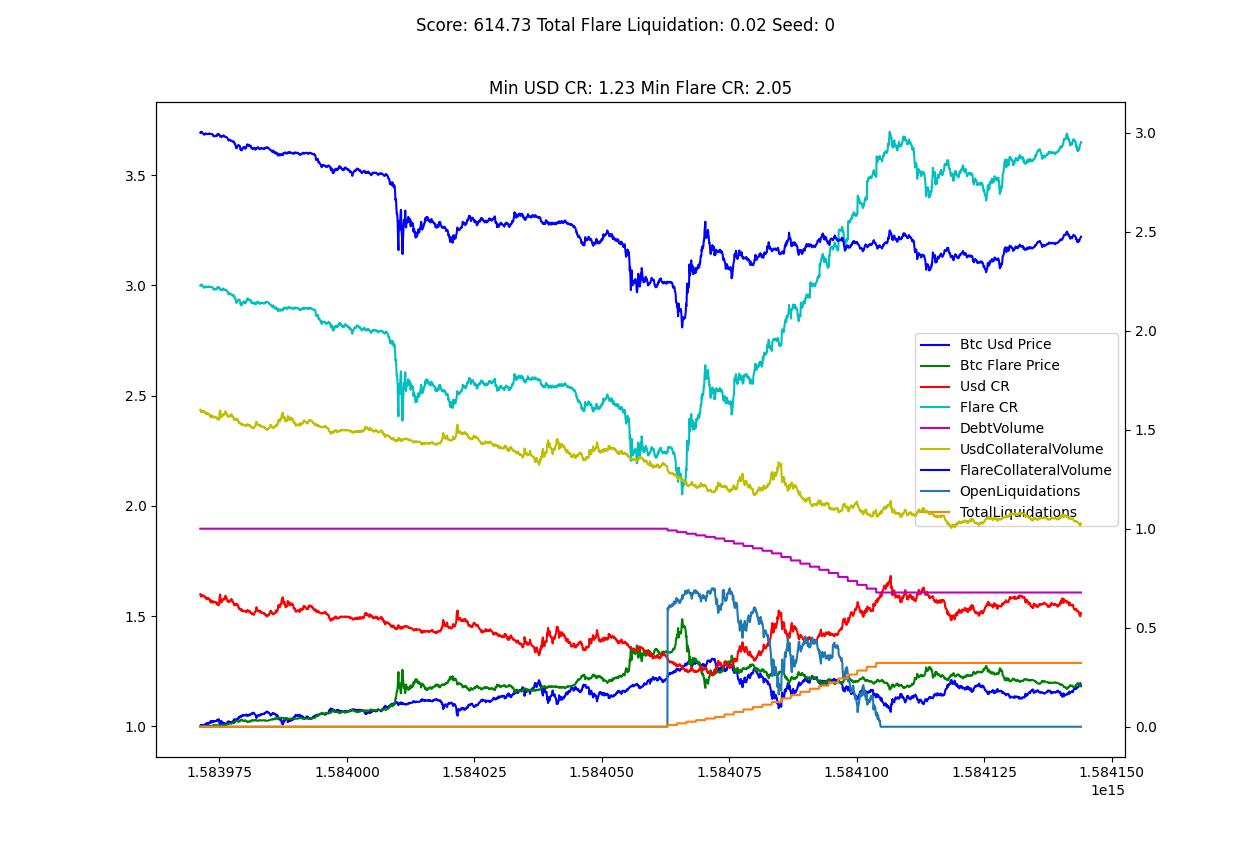 Score: 614.73 Total Flare Liquidation: 0.02 Seed: 0
Min USD CR: 1.23 Min Flare CR: 2.05
3.5
3.0
2.5
2.0
1.5
1.0
3.0
2.5
2.0
1.5
1.0
0.5
0.0
Btc Usd Price
Btc Flare Price
Usd CR
Flare CR
DebtVolume
UsdCollateralVolume
FlareCollateralVolume
OpenLiquidations
TotalLiquidations
1.583975 1.584000 1.584025 1.584050 1.584075 1.584100 1.584125 1.584150
1e15